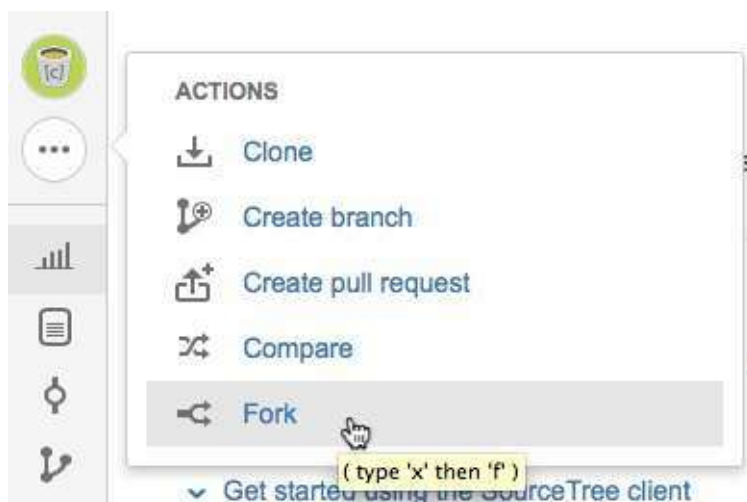 [c]
ACTIONS
Clone
Create branch
Create pull request
Compare
Fork
( type 'x' then 'f' )
Get started using the SourceTree client